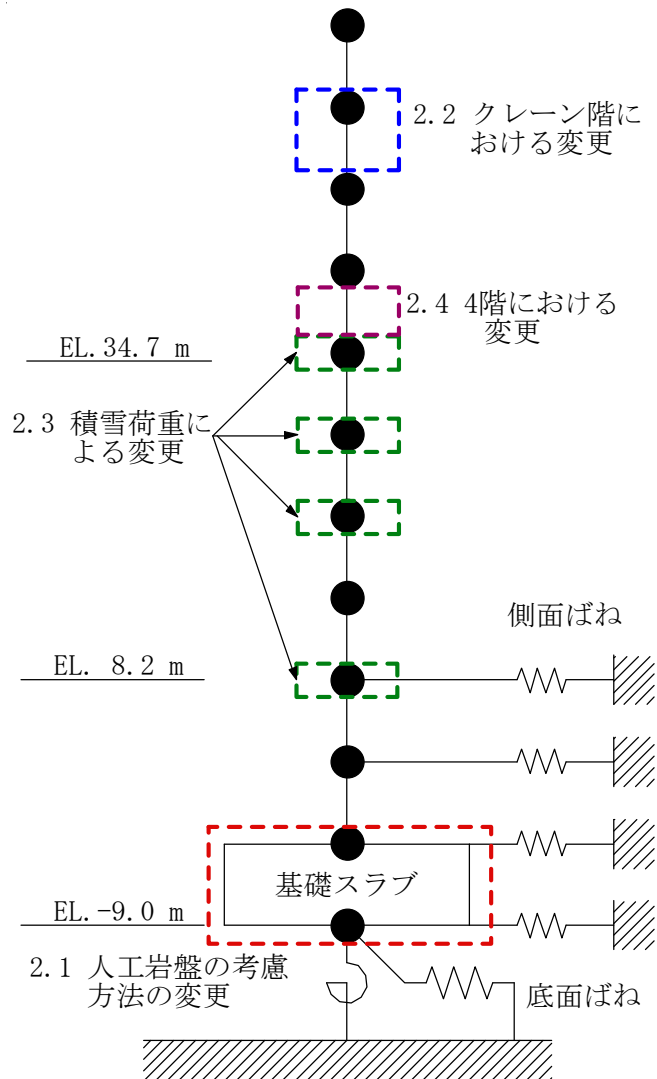 2.2 クレーン階に
おける変更
2.4 4階における
変更
EL.34.7 m
2.3 積雪荷重に
よる変更
側面ばね
EL. 8.2 m
基礎スラブ
EL.-9.0 m
2.1 人工岩盤の考慮
方法の変更
底面ばね